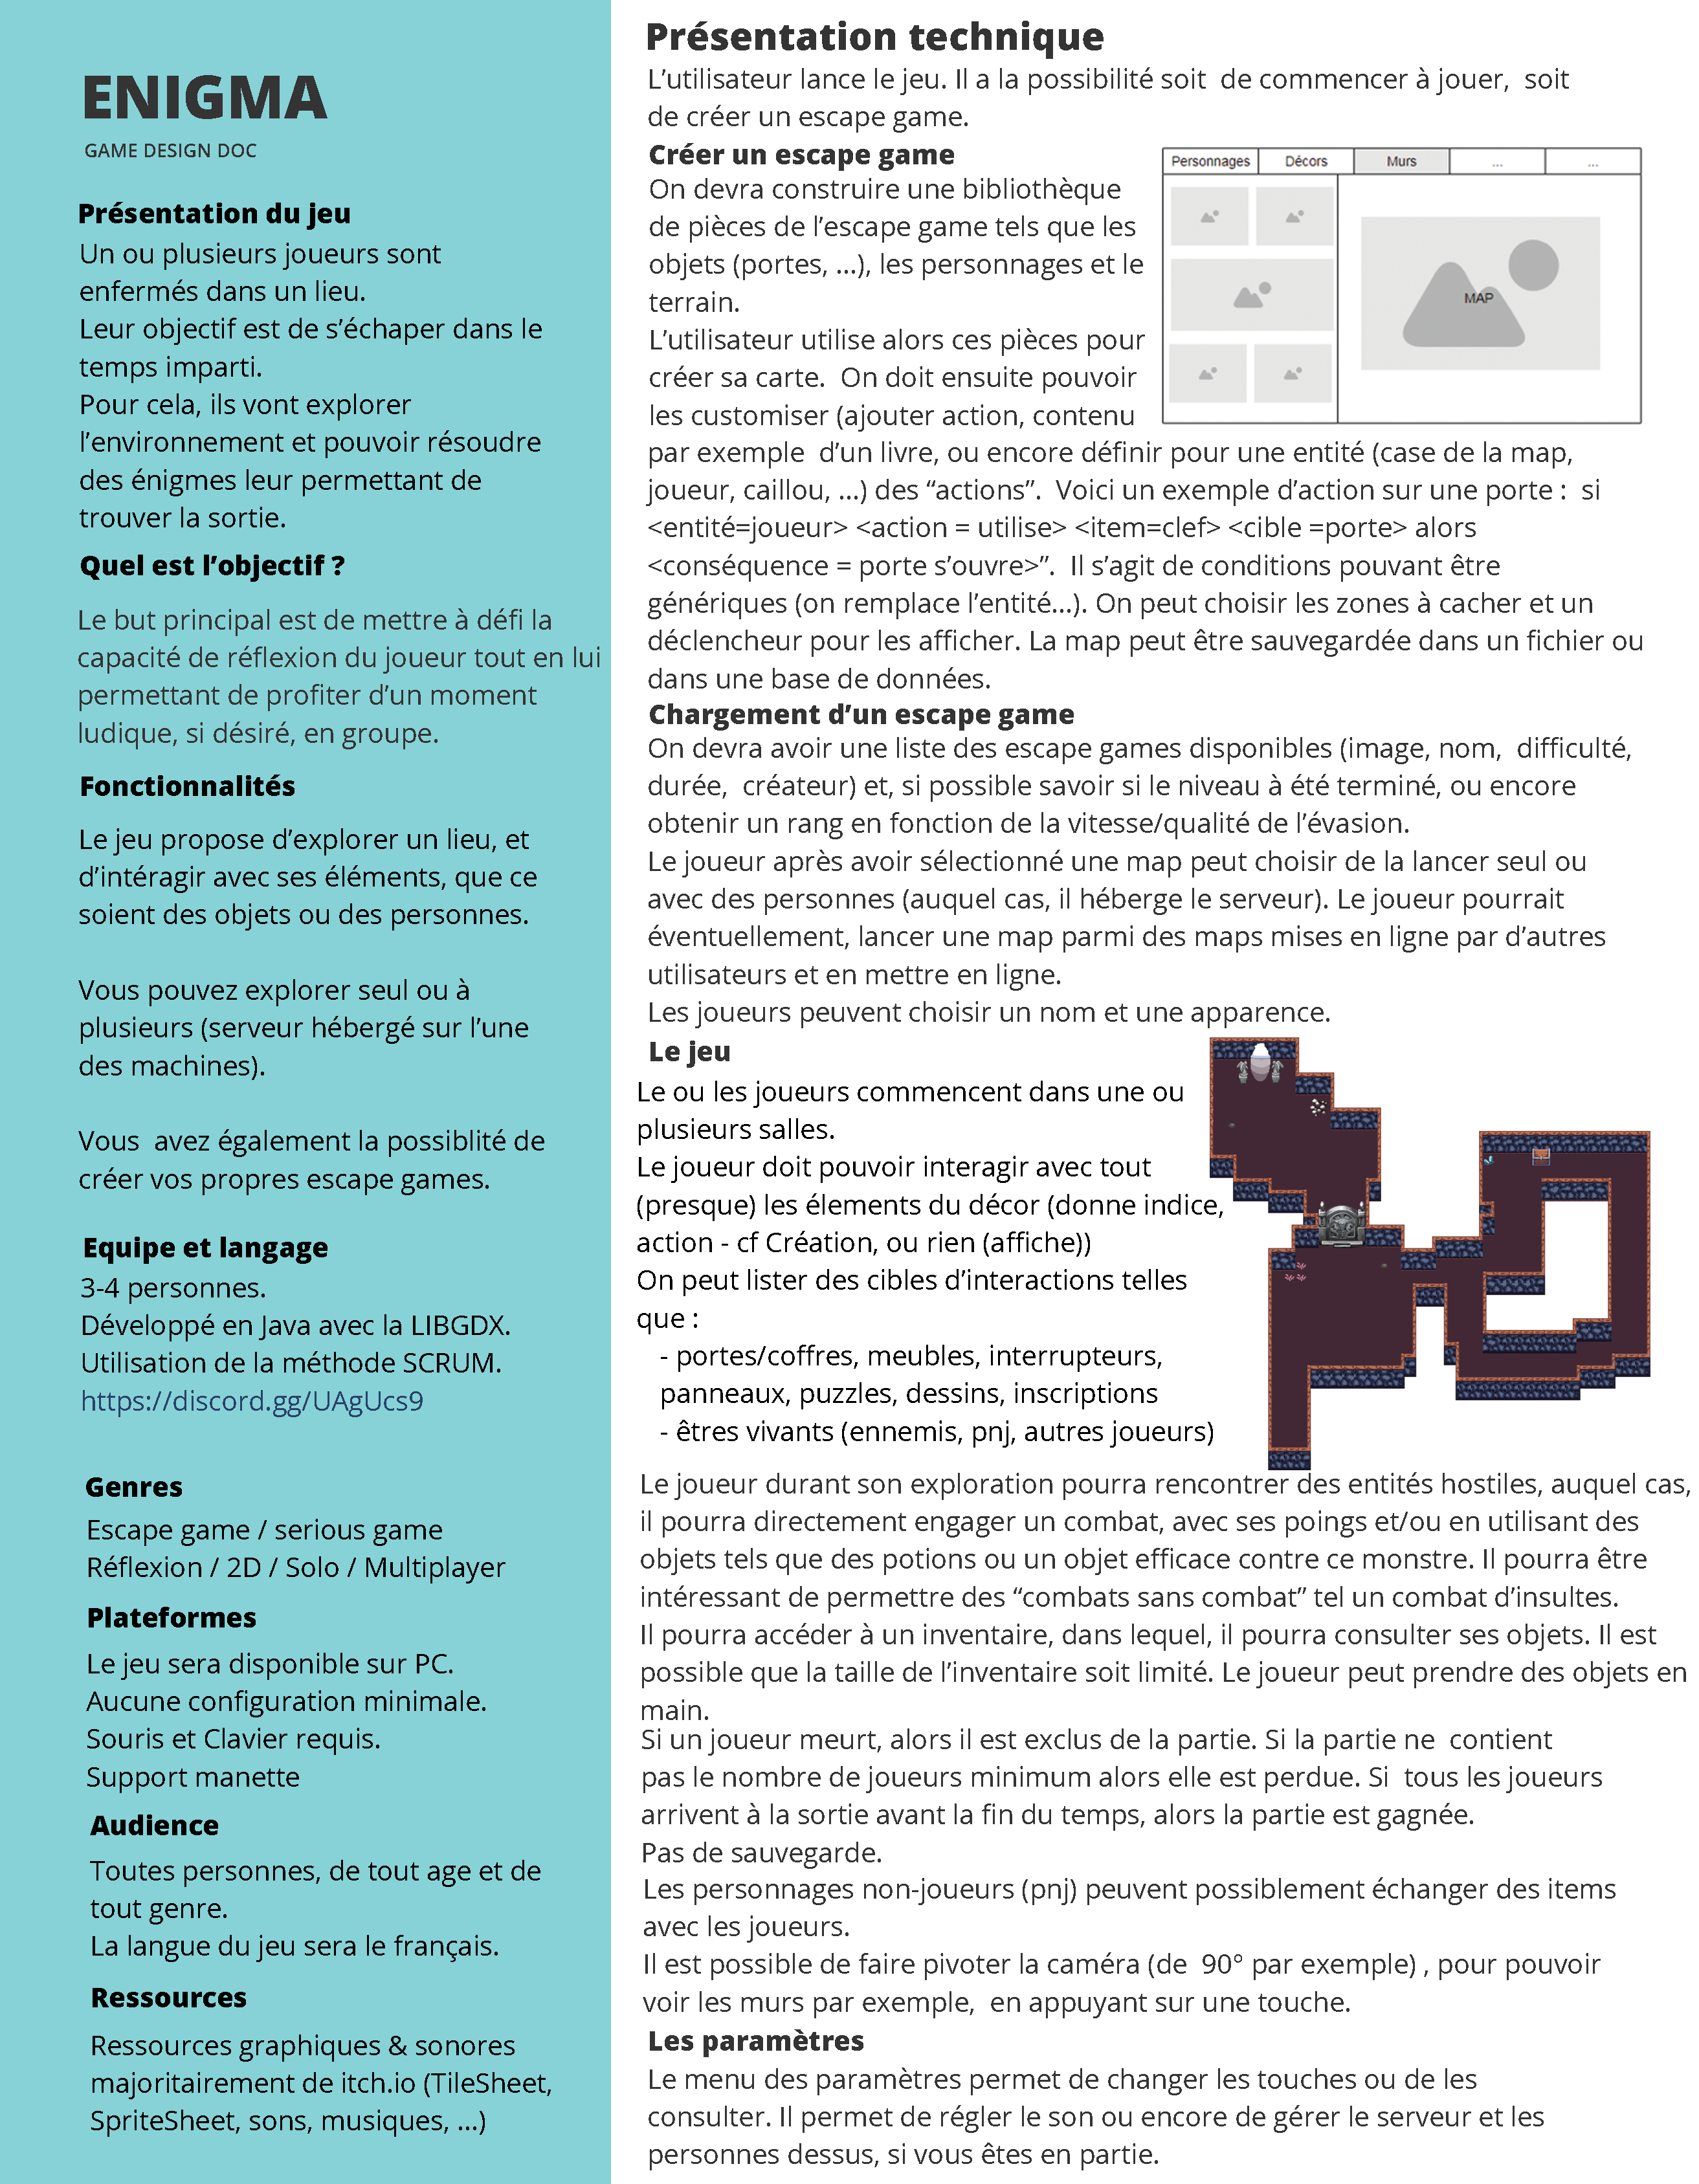 ENIGMA
GAME DESIGN DOC
Présentation du jeu
Un ou plusieurs joueurs sont
enfermés dans un lieu.
Leur objectif est de s’échaper dans le
temps imparti.
Pour cela, ils vont explorer
l’environnement et pouvoir résoudre
des énigmes leur permettant de
trouver la sortie.
Quel est l’objectif ?
Le but principal est de mettre à défi la
capacité de réflexion du joueur tout en lui
permettant de profiter d’un moment
ludique, si désiré, en groupe.
Fonctionnalités
Le jeu propose d’explorer un lieu, et
d’intéragir avec ses éléments, que ce
soient des objets ou des personnes.
Vous pouvez explorer seul ou à
plusieurs (serveur hébergé sur l’une
des machines).
Vous  avez également la possiblité de
créer vos propres escape games.
Equipe et langage
3-4 personnes.
Développé en Java avec la LIBGDX.
Utilisation de la méthode SCRUM.
https://discord.gg/UAgUcs9
Genres
Escape game / serious game
Réflexion / 2D / Solo / Multiplayer
Plateformes
Le jeu sera disponible sur PC.
Aucune configuration minimale.
Souris et Clavier requis.
Support manette
Audience
Toutes personnes, de tout age et de
tout genre.
La langue du jeu sera le français.
Ressources
Ressources graphiques & sonores
majoritairement de itch.io (TileSheet,
SpriteSheet, sons, musiques, ...)
Présentation technique
L’utilisateur lance le jeu. Il a la possibilité soit  de commencer à jouer,  soit
de créer un escape game.
Créer un escape game
On devra construire une bibliothèque
de pièces de l’escape game tels que les
objets (portes, ...), les personnages et le
terrain.
L’utilisateur utilise alors ces pièces pour
créer sa carte.  On doit ensuite pouvoir
les customiser (ajouter action, contenu
par exemple  d’un livre, ou encore définir pour une entité (case de la map,
joueur, caillou, ...) des “actions”.  Voici un exemple d’action sur une porte :  si
<entité=joueur> <action = utilise> <item=clef> <cible =porte> alors
<conséquence = porte s’ouvre>”.  Il s’agit de conditions pouvant être
génériques (on remplace l’entité...). On peut choisir les zones à cacher et un
déclencheur pour les afficher. La map peut être sauvegardée dans un fichier ou
dans une base de données.
Personnages Décors Murs ... ...
MAP
Chargement d’un escape game
On devra avoir une liste des escape games disponibles (image, nom,  difficulté,
durée,  créateur) et, si possible savoir si le niveau à été terminé, ou encore
obtenir un rang en fonction de la vitesse/qualité de l’évasion.
Le joueur après avoir sélectionné une map peut choisir de la lancer seul ou
avec des personnes (auquel cas, il héberge le serveur). Le joueur pourrait
éventuellement, lancer une map parmi des maps mises en ligne par d’autres
utilisateurs et en mettre en ligne.
Les joueurs peuvent choisir un nom et une apparence.
Le jeu
Le ou les joueurs commencent dans une ou
plusieurs salles.
Le joueur doit pouvoir interagir avec tout
(presque) les élements du décor (donne indice,
action - cf Création, ou rien (affiche))
On peut lister des cibles d’interactions telles
que :
- portes/coffres, meubles, interrupteurs,
panneaux, puzzles, dessins, inscriptions
- êtres vivants (ennemis, pnj, autres joueurs)
Le joueur durant son exploration pourra rencontrer des entités hostiles, auquel cas,
il pourra directement engager un combat, avec ses poings et/ou en utilisant des
objets tels que des potions ou un objet efficace contre ce monstre. Il pourra être
intéressant de permettre des “combats sans combat” tel un combat d’insultes.
Il pourra accéder à un inventaire, dans lequel, il pourra consulter ses objets. Il est
possible que la taille de l’inventaire soit limité. Le joueur peut prendre des objets en
main.
Si un joueur meurt, alors il est exclus de la partie. Si la partie ne  contient
pas le nombre de joueurs minimum alors elle est perdue. Si  tous les joueurs
arrivent à la sortie avant la fin du temps, alors la partie est gagnée.
Pas de sauvegarde.
Les personnages non-joueurs (pnj) peuvent possiblement échanger des items
avec les joueurs.
Il est possible de faire pivoter la caméra (de  90° par exemple) , pour pouvoir
voir les murs par exemple,  en appuyant sur une touche.
Les paramètres
Le menu des paramètres permet de changer les touches ou de les
consulter. Il permet de régler le son ou encore de gérer le serveur et les
personnes dessus, si vous êtes en partie.